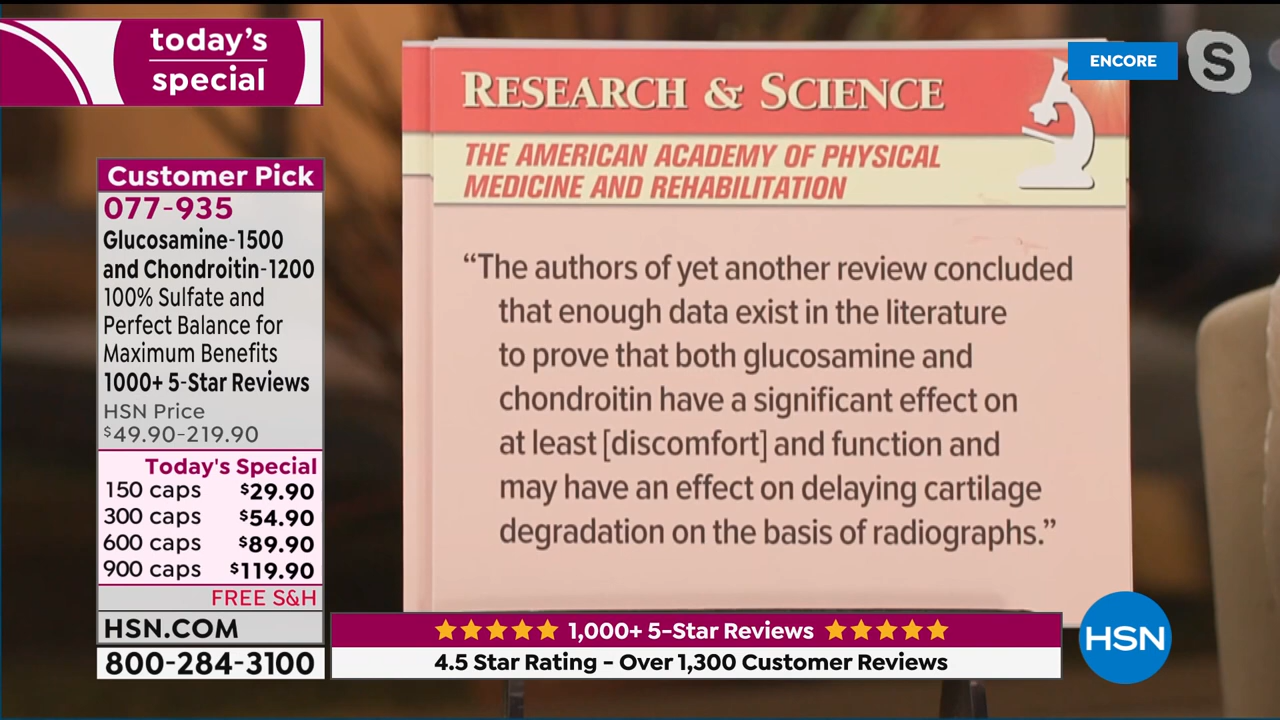 today's
special
Customer Pick
077-935
Glucosamine-1500
and Chondroitin-1200
100% Sulfate and
Perfect Balance for
Maximum Benefits
1000+ 5-Star Reviews
HSN Price
$49.90-219.90
Today's Special
150 caps $29.90
300 caps $54.90
600 caps $89.90
900 caps $119.90
FREE S&H
HSN.COM
800-284-3100
RESEARCH & SCIENCE
THE AMERICAN ACADEMY OF PHYSICAL
MEDICINE AND REHABILITATION
“The authors of yet another review concluded
that enough data exist in the literature
to prove that both glucosamine and
chondroitin have a significant effect on
at least [discomfort] and function and
may have an effect on delaying cartilage
degradation on the basis of radiographs.”
ENCORE
S
1,000+ 5-Star Reviews
4.5 Star Rating - Over 1,300 Customer Reviews
HSN